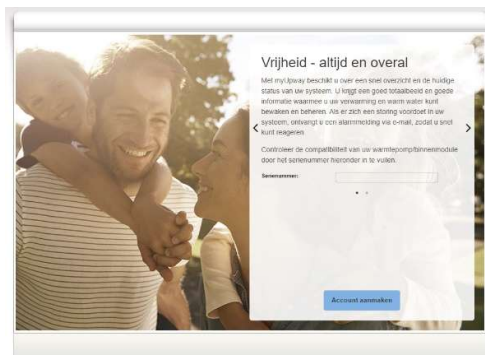 Vrijheid - altijd en overal
Met myUpway beschikt u over een snel overzicht en de huidige
status van uw systeem. U krijgt een goed totaalbeeld en goede
informatie waarmee u uw verwarming en warm water kunt
bewaken en beheren. Als er zich een storing voordoet in uw
systeem, ontvangt u een alarmmelding via e-mail, zodat u snel
kunt reageren.
Controleer de compatibiliteit van uw warmtepomp/binnenmodule
door het serienummer hieronder in te vullen.
Serienummer:
Account aanmaken